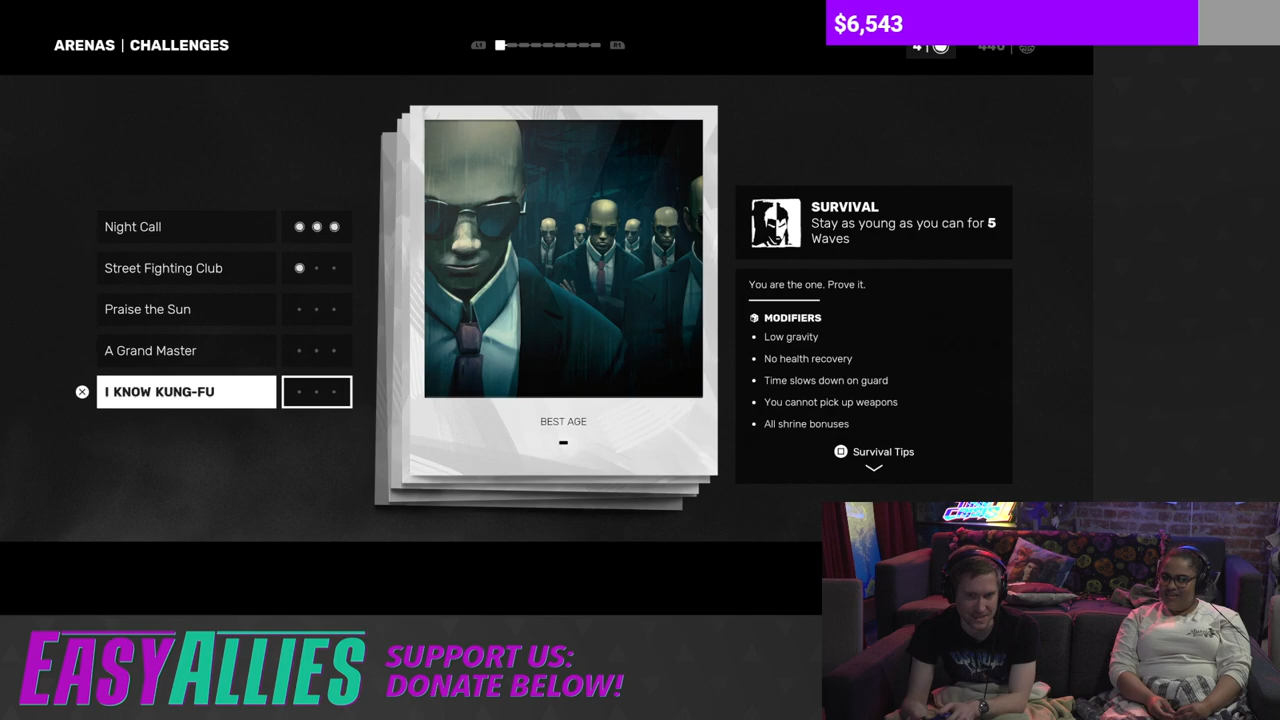 $6,543
ARENAS | CHALLENGES
L1
R1
Night Call
Street Fighting Club
Praise the Sun
A Grand Master
I KNOW KUNG-FU
BEST AGE
-
SURVIVAL
Stay as young as you can for 5
Waves
You are the one. Prove it.
MODIFIERS
• Low gravity
• No health recovery
• Time slows down on guard
• You cannot pick up weapons
• All shrine bonuses
Survival Tips
EASYALLIES
SUPPORT US:
DONATE BELOW!